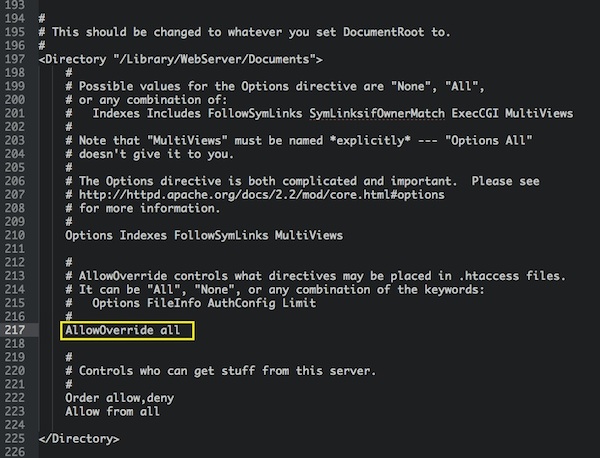 193
194 #
195 # This should be changed to whatever you set DocumentRoot to.
196 #
197 <Directory "/Library/WebServer/Documents">
198     #
199     # Possible values for the Options directive are "None", "All",
200     # or any combination of:
201     #   Indexes Includes FollowSymLinks SymLinksifOwnerMatch ExecCGI MultiViews
202     #
203     # Note that "MultiViews" must be named *explicitly* --- "Options All"
204     # doesn't give it to you.
205     #
206     # The Options directive is both complicated and important.  Please see
207     # http://httpd.apache.org/docs/2.2/mod/core.html#options
208     # for more information.
209     #
210     Options Indexes FollowSymLinks MultiViews
211
212     #
213     # AllowOverride controls what directives may be placed in .htaccess files.
214     # It can be "All", "None", or any combination of the keywords:
215     #   Options FileInfo AuthConfig Limit
216     #
217     AllowOverride all
218
219     #
220     # Controls who can get stuff from this server.
221     #
222     Order allow,deny
223     Allow from all
224
225 </Directory>
226